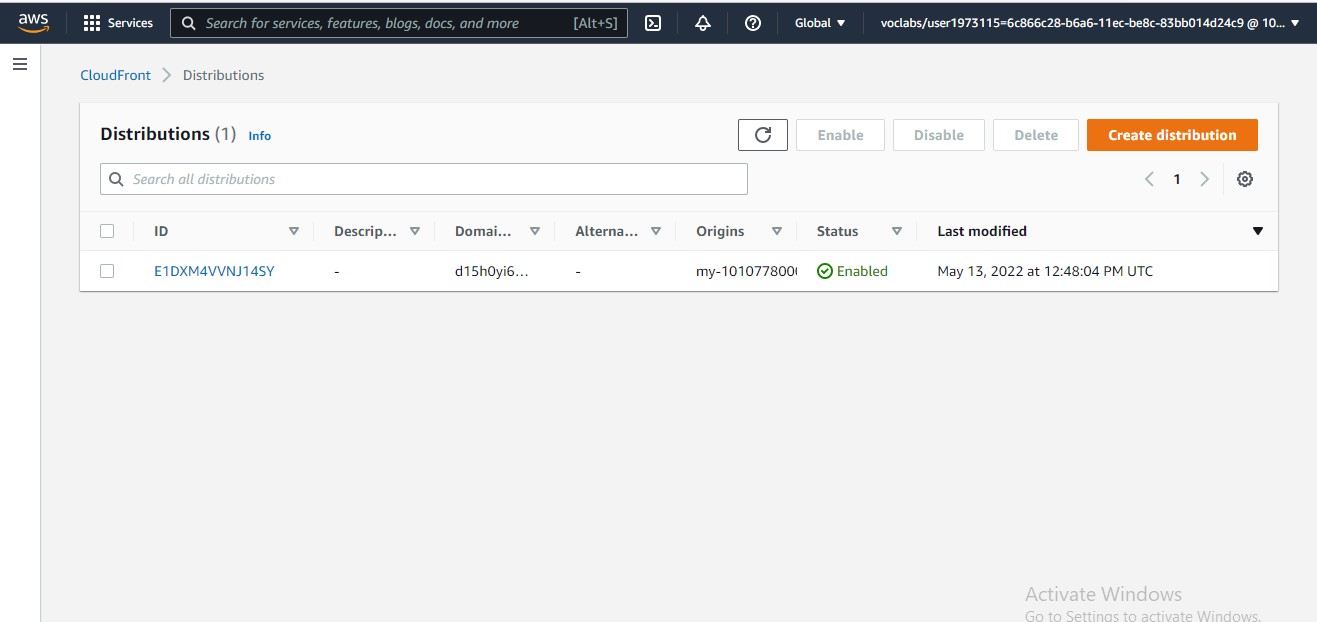 aws Services Search for services, features, blogs, docs, and more [Alt+S] Global voclabs/user1973115=6c866c28-b6a6-11ec-be8c-83bb014d24c9 @ 10...
CloudFront Distributions
Distributions (1) Info Enable Disable Delete Create distribution
Search all distributions 1
ID Descrip... Domai... Alterna... Origins Status Last modified
E1DXM4VVNJ14SY - d15h0yi6... - my-101077800 Enabled May 13, 2022 at 12:48:04 PM UTC
Activate Windows
Go to Settings to activate Windows.